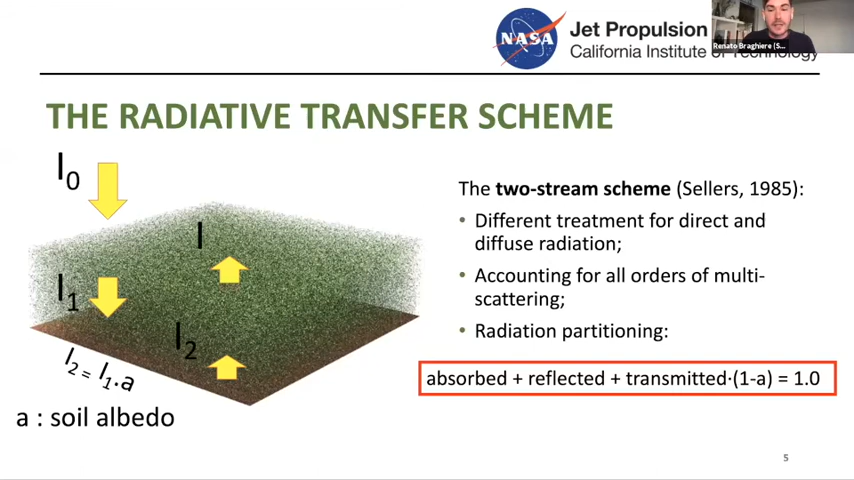 NASA
Jet Propulsion
California Institute of Technology
Renato Braghiere (S...
THE RADIATIVE TRANSFER SCHEME
I0
I
I1
I2
I2 = I1.a
a : soil albedo
The two-stream scheme (Sellers, 1985):
• Different treatment for direct and
diffuse radiation;
• Accounting for all orders of multi-
scattering;
• Radiation partitioning:
absorbed + reflected + transmitted·(1-a) = 1.0
5